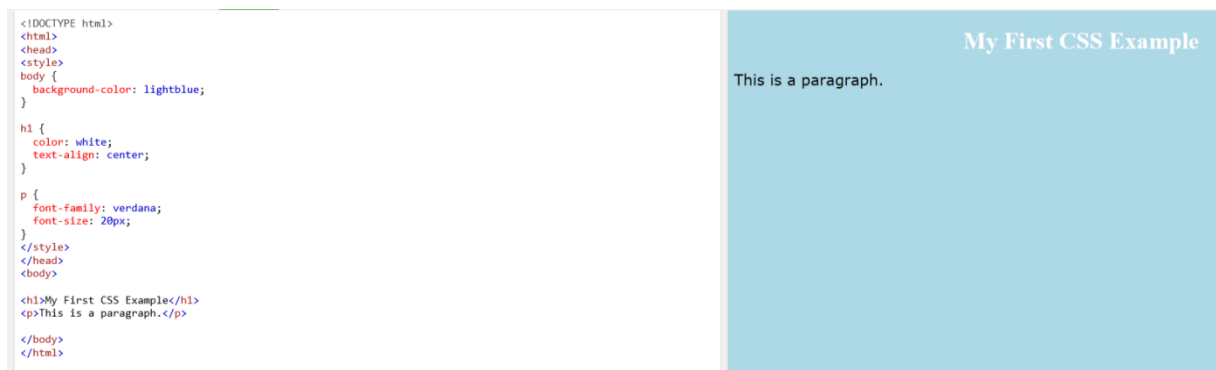 <!DOCTYPE html>
<html>
<head>
<style>
body {
  background-color: lightblue;
}

h1 {
  color: white;
  text-align: center;
}

p {
  font-family: verdana;
  font-size: 20px;
}
</style>
</head>
<body>

<h1>My First CSS Example</h1>
<p>This is a paragraph.</p>

</body>
</html>
My First CSS Example
This is a paragraph.